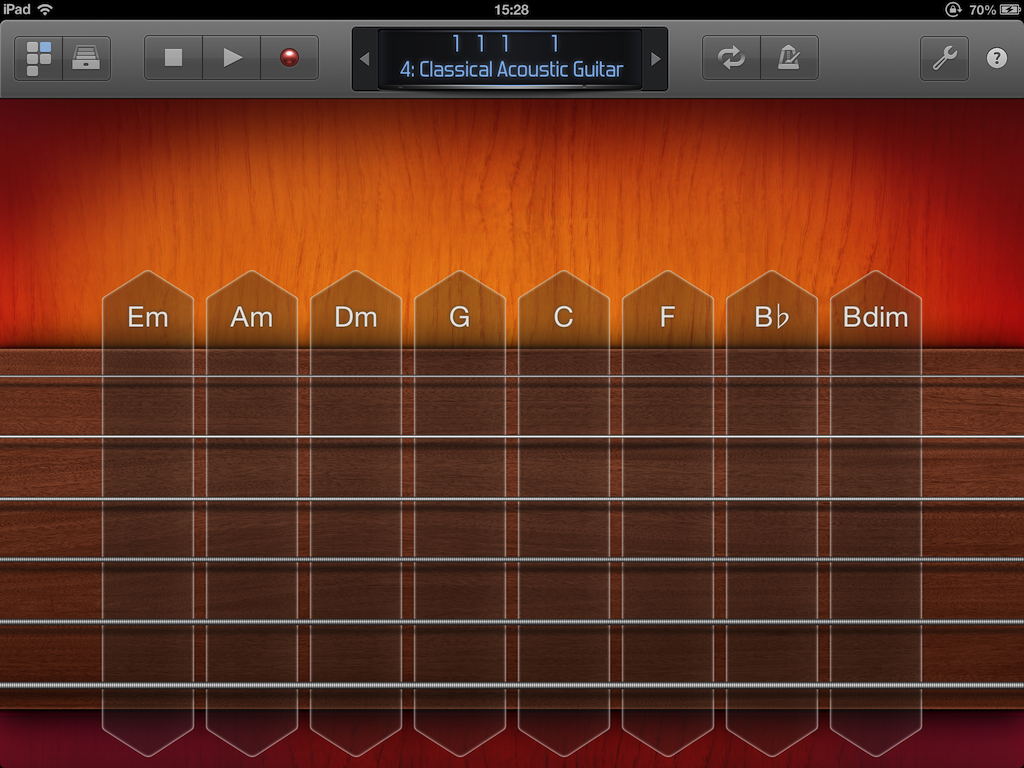 iPad 15:28 70%
1 1 1 1
4: Classical Acoustic Guitar
?
Em Am Dm G C F B♭ Bdim